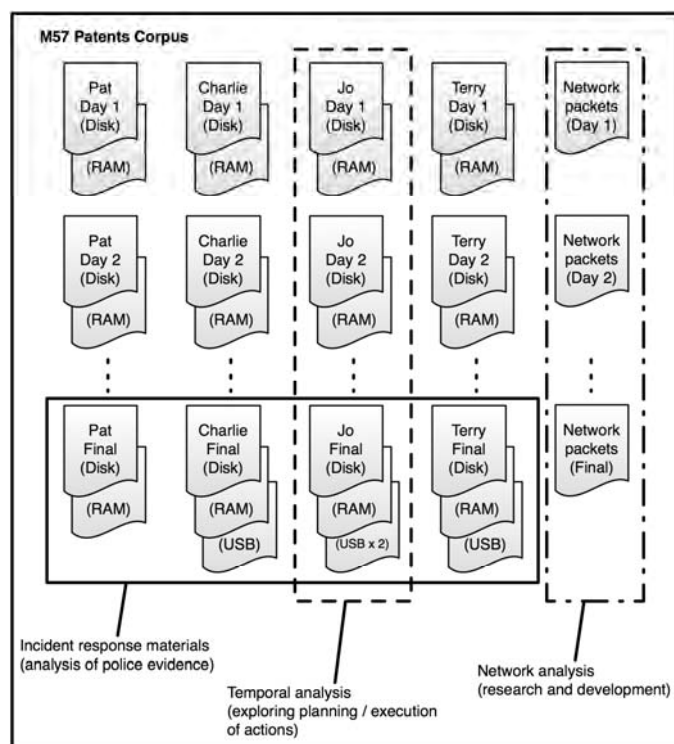 M57 Patents Corpus
Pat
Day 1
(Disk)
(RAM)
Charlie
Day 1
(Disk)
(RAM)
Jo
Day 1
(Disk)
(RAM)
Terry
Day 1
(Disk)
(RAM)
Network
packets
(Day 1)
Pat
Day 2
(Disk)
(RAM)
Charlie
Day 2
(Disk)
(RAM)
Jo
Day 2
(Disk)
(RAM)
Terry
Day 2
(Disk)
(RAM)
Network
packets
(Day 2)
Pat
Final
(Disk)
(RAM)
Charlie
Final
(Disk)
(RAM)
(USB)
Jo
Final
(Disk)
(RAM)
(USB x 2)
Terry
Final
(Disk)
(RAM)
(USB)
Network
packets
(Final)
Incident response materials
(analysis of police evidence)
Temporal analysis
(exploring planning / execution
of actions)
Network analysis
(research and development)